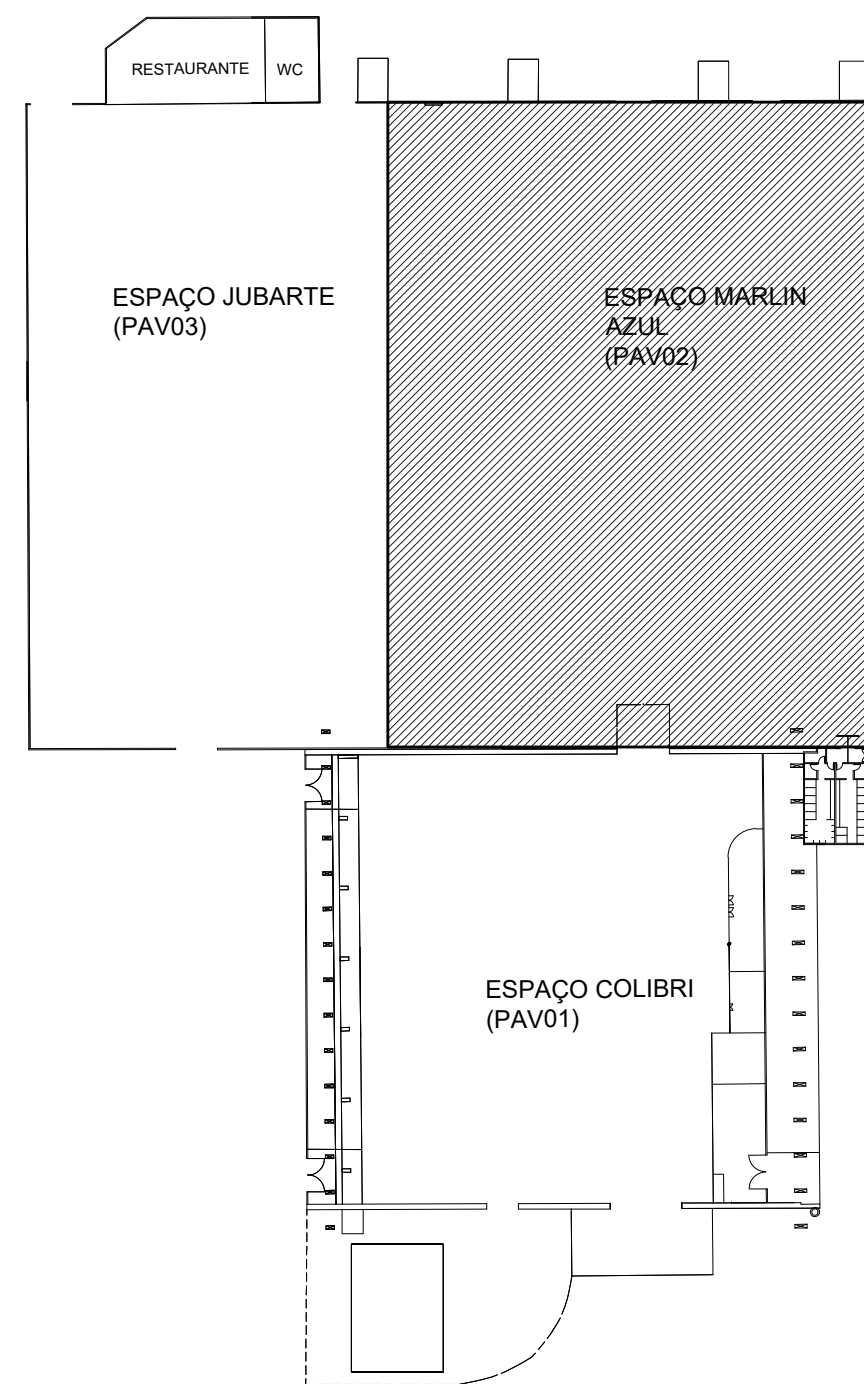 RESTAURANTE
WC
ESPAÇO JUBARTE
(PAV03)
ESPAÇO MARLIN
AZUL
(PAV02)
ESPAÇO COLIBRI
(PAV01)